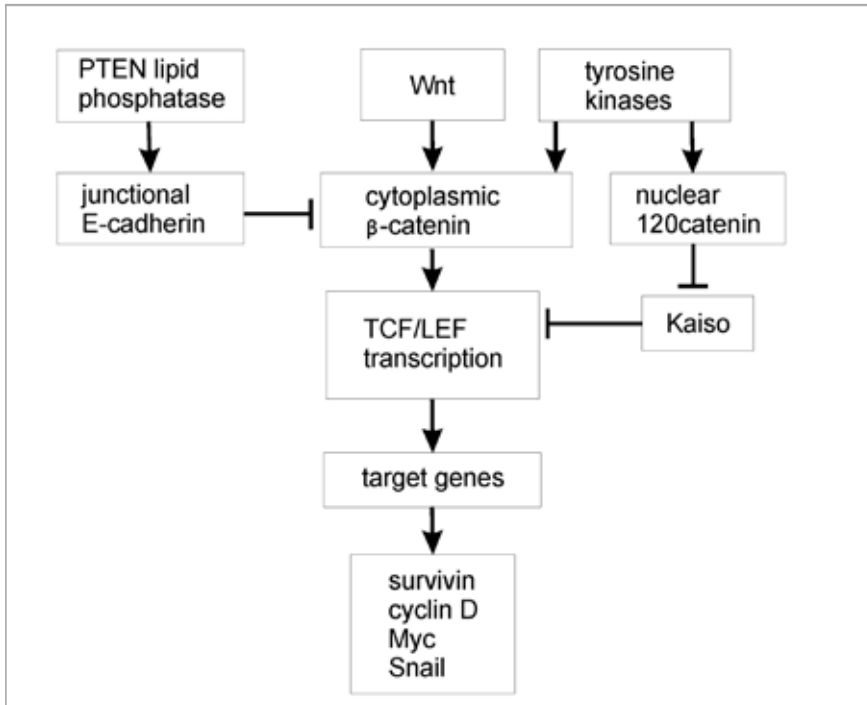 PTEN lipid
phosphatase
Wnt
tyrosine
kinases
junctional
E-cadherin
cytoplasmic
β-catenin
nuclear
120catenin
TCF/LEF
transcription
Kaiso
target genes
survivin
cyclin D
Myc
Snail